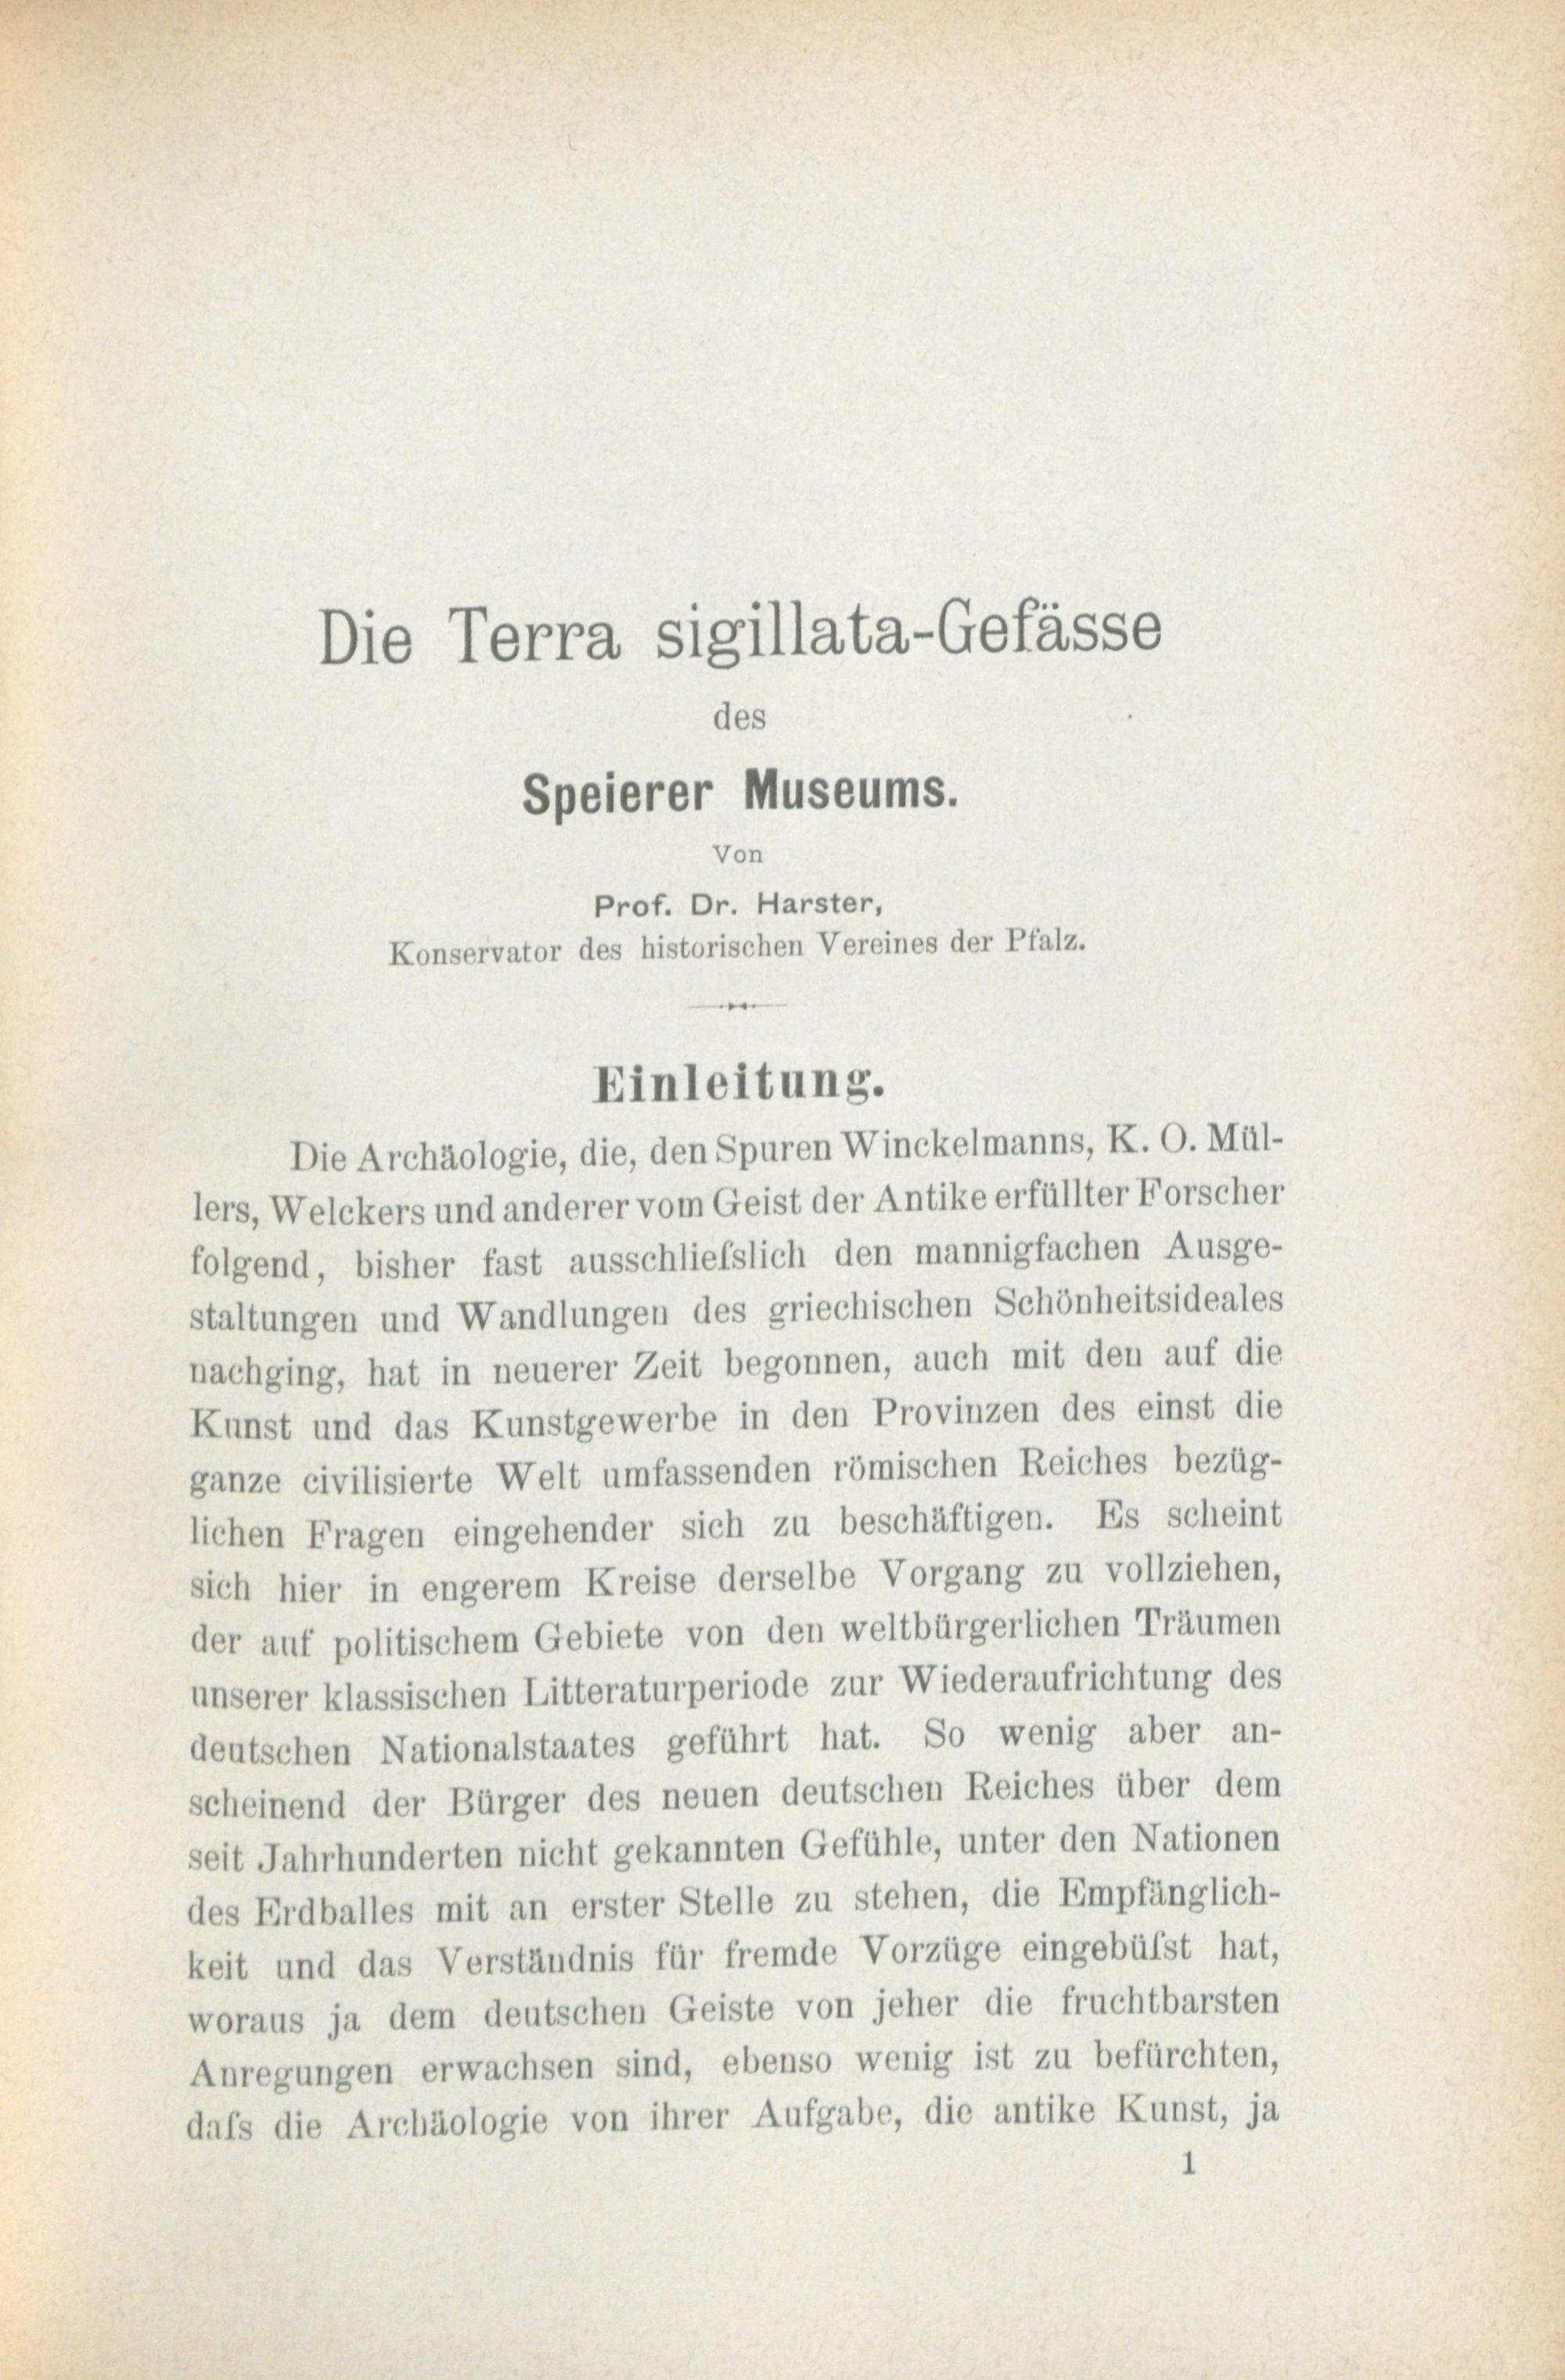 Die Terra sigillata-Gefässe
des
Speierer Museums.
Von
Prof. Dr. Harster,
Konservator des historischen Vereines der Pfalz.
Einleitung.
Die Archäologie, die, den Spuren Winckelmanns, K. O. Mül-
lers, Welckers und anderer vom Geist der Antike erfüllter Forscher
folgend, bisher fast ausschlieſslich den mannigfachen Ausge-
staltungen und Wandlungen des griechischen Schönheitsideales
nachging, hat in neuerer Zeit begonnen, auch mit den auf die
Kunst und das Kunstgewerbe in den Provinzen des einst die
ganze civilisierte Welt umfassenden römischen Reiches bezüg-
lichen Fragen eingehender sich zu beschäftigen. Es scheint
sich hier in engerem Kreise derselbe Vorgang zu vollziehen,
der auf politischem Gebiete von den weltbürgerlichen Träumen
unserer klassischen Litteraturperiode zur Wiederaufrichtung des
deutschen Nationalstaates geführt hat. So wenig aber an-
scheinend der Bürger des neuen deutschen Reiches über dem
seit Jahrhunderten nicht gekannten Gefühle, unter den Nationen
des Erdballes mit an erster Stelle zu stehen, die Empfänglich-
keit und das Verständnis für fremde Vorzüge eingebüſst hat,
woraus ja dem deutschen Geiste von jeher die fruchtbarsten
Anregungen erwachsen sind, ebenso wenig ist zu befürchten,
daſs die Archäologie von ihrer Aufgabe, die antike Kunst, ja
1